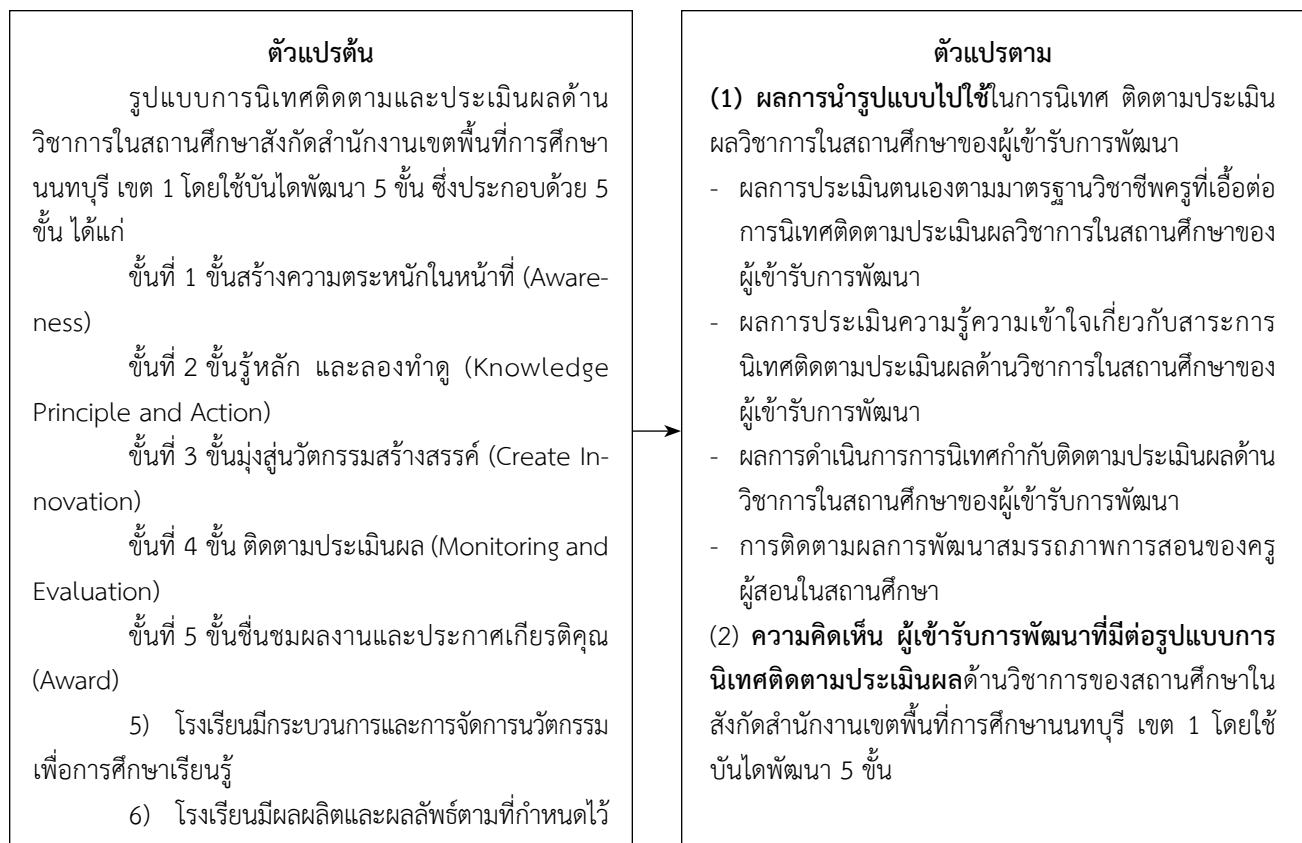 ตัวแปรต้น
รูปแบบการนิเทศติดตามและประเมินผลด้าน
วิชาการในสถานศึกษาสังกัดสำนักงานเขตพื้นที่การศึกษา
นนทบุรี เขต 1 โดยใช้บันไดพัฒนา 5 ขั้น ซึ่งประกอบด้วย 5
ขั้น ได้แก่
ขั้นที่ 1 ขั้นสร้างความตระหนักในหน้าที่ (Aware-
ness)
ขั้นที่ 2 ขั้นรู้หลัก และลองทำดู (Knowledge
Principle and Action)
ขั้นที่ 3 ขั้นมุ่งสู่นวัตกรรมสร้างสรรค์ (Create In-
novation)
ขั้นที่ 4 ขั้น ติดตามประเมินผล (Monitoring and
Evaluation)
ขั้นที่ 5 ขั้นชื่นชมผลงานและประกาศเกียรติคุณ
(Award)
5) โรงเรียนมีกระบวนการและการจัดการนวัตกรรม
เพื่อการศึกษาเรียนรู้
6) โรงเรียนมีผลผลิตและผลลัพธ์ตามที่กำหนดไว้
ตัวแปรตาม
(1) ผลการนำรูปแบบไปใช้ในการนิเทศ ติดตามประเมิน
ผลวิชาการในสถานศึกษาของผู้เข้ารับการพัฒนา
- ผลการประเมินตนเองตามมาตรฐานวิชาชีพครูที่เอื้อต่อ
การนิเทศติดตามประเมินผลวิชาการในสถานศึกษาของ
ผู้เข้ารับการพัฒนา
- ผลการประเมินความรู้ความเข้าใจเกี่ยวกับสาระการ
นิเทศติดตามประเมินผลด้านวิชาการในสถานศึกษาของ
ผู้เข้ารับการพัฒนา
- ผลการดำเนินการการนิเทศกำกับติดตามประเมินผลด้าน
วิชาการในสถานศึกษาของผู้เข้ารับการพัฒนา
- การติดตามผลการพัฒนาสมรรถภาพการสอนของครู
ผู้สอนในสถานศึกษา
(2) ความคิดเห็น ผู้เข้ารับการพัฒนาที่มีต่อรูปแบบการ
นิเทศติดตามประเมินผลด้านวิชาการของสถานศึกษาใน
สังกัดสำนักงานเขตพื้นที่การศึกษานนทบุรี เขต 1 โดยใช้
บันไดพัฒนา 5 ขั้น